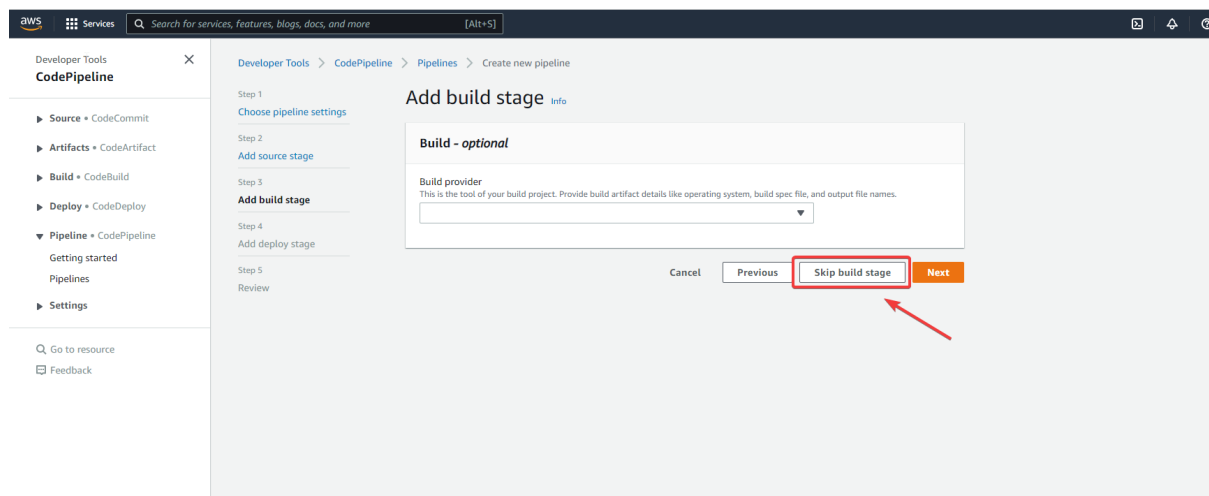 aws
Services
Search for services, features, blogs, docs, and more
[Alt+S]
Developer Tools
CodePipeline
Source • CodeCommit
Artifacts • CodeArtifact
Build • CodeBuild
Deploy • CodeDeploy
Pipeline • CodePipeline
Getting started
Pipelines
Settings
Go to resource
Feedback
Developer Tools > CodePipeline > Pipelines > Create new pipeline
Step 1
Choose pipeline settings
Step 2
Add source stage
Step 3
Add build stage
Step 4
Add deploy stage
Step 5
Review
Add build stage Info
Build - optional
Build provider
This is the tool of your build project. Provide build artifact details like operating system, build spec file, and output file names.
Cancel
Previous
Skip build stage
Next